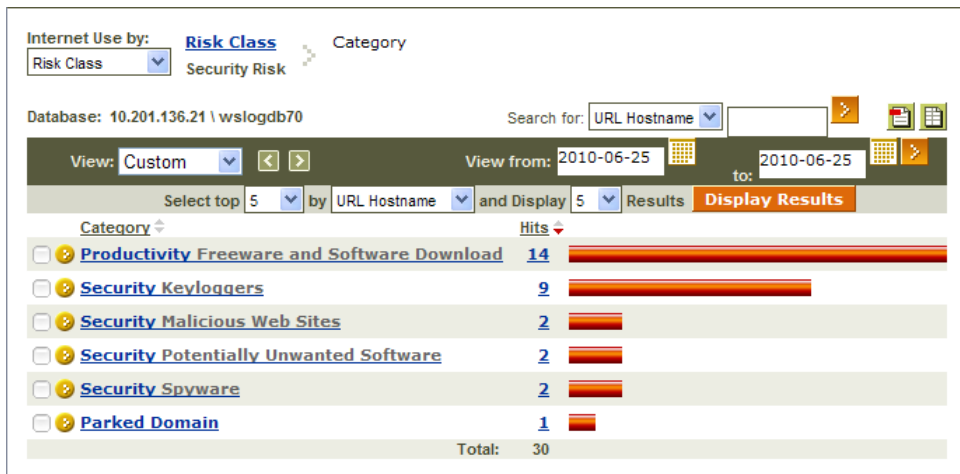 Internet Use by: Risk Class Category
Risk Class Security Risk
Database: 10.201.136.21 \ wslogdb70 Search for: URL Hostname
View: Custom View from: 2010-06-25 to: 2010-06-25
Select top 5 by URL Hostname and Display 5 Results Display Results
Category Hits
Productivity Freeware and Software Download 14
Security Keyloggers 9
Security Malicious Web Sites 2
Security Potentially Unwanted Software 2
Security Spyware 2
Parked Domain 1
Total: 30